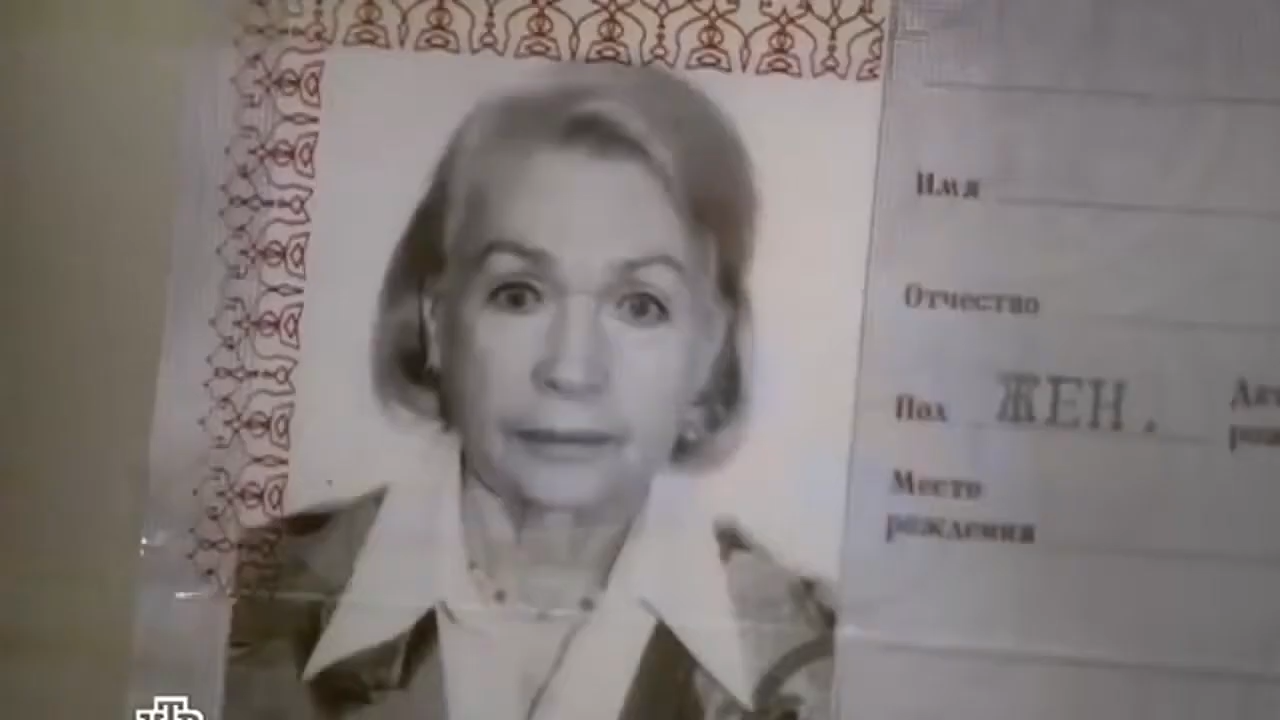 Имя
Отчество
Пол ЖЕН.
Место
рождения
НТВ